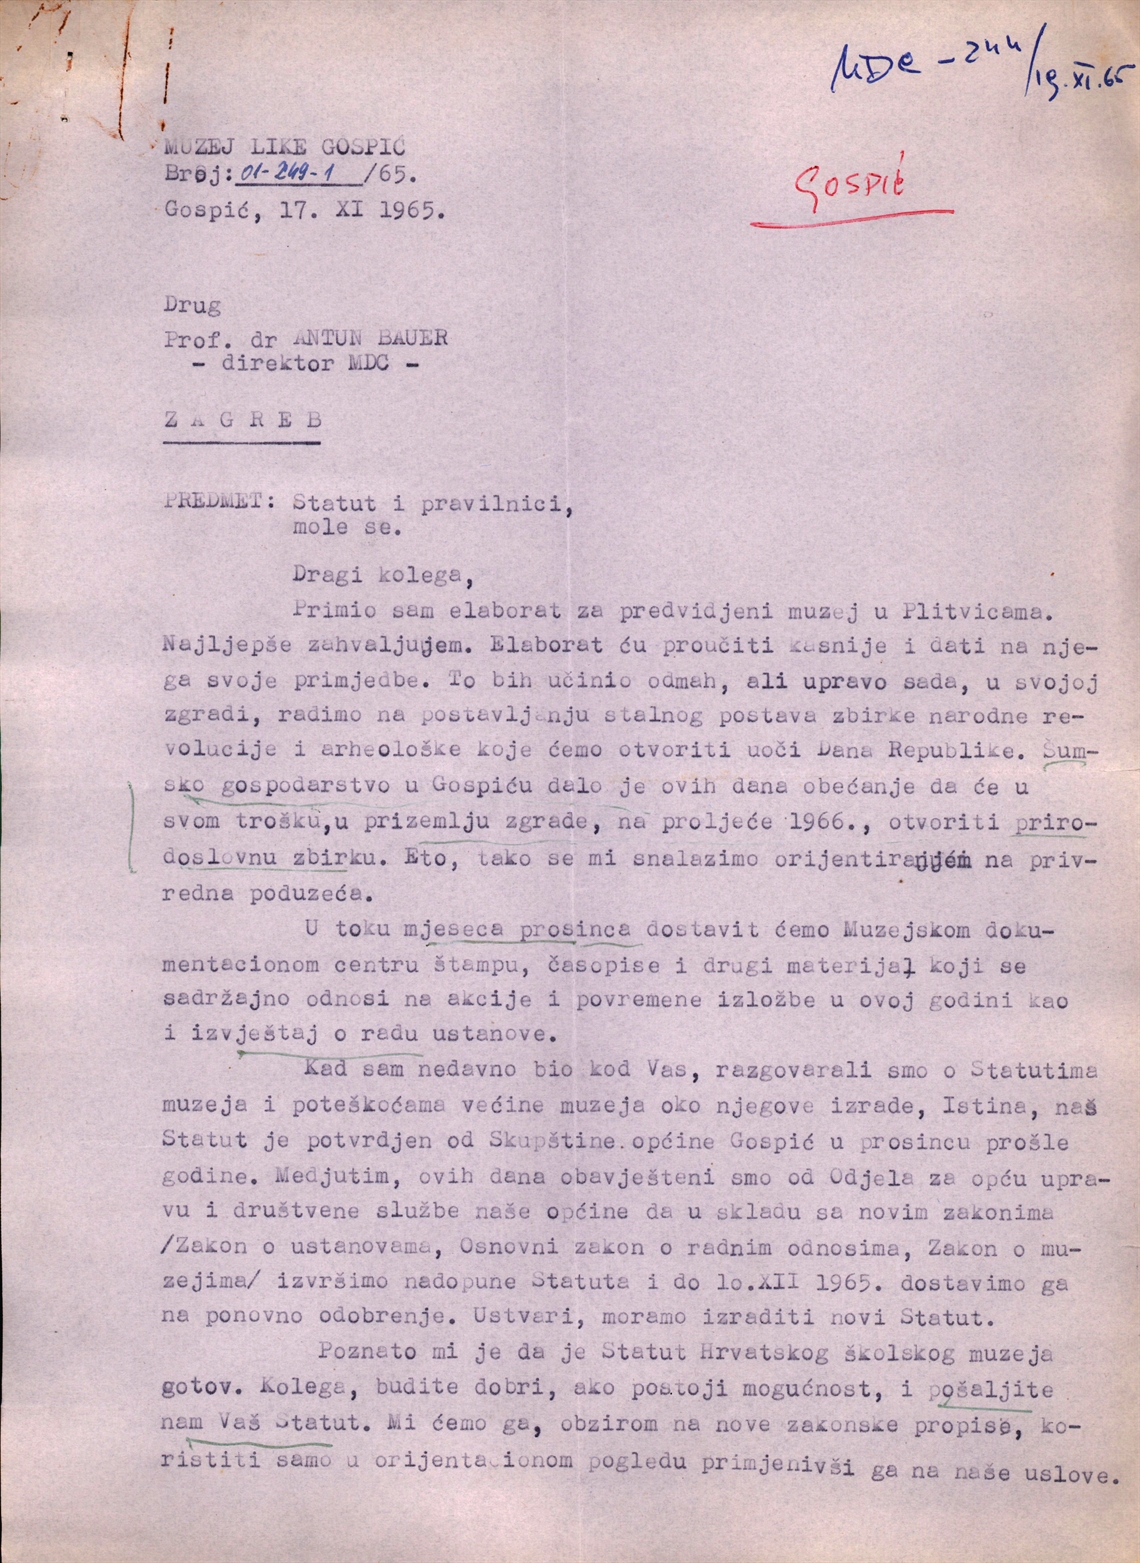 MDC - 244/19.XI.65
MUZEJ LIKE GOSPIĆ
Broj: 01-249-1 /65.
GOSPIĆ
Gospić, 17. XI 1965.
Drug
Prof. dr ANTUN BAUER
- direktor MDC -
Z A G R E B
PREDMET: Statut i pravilnici,
mole se.
Dragi kolega,
Primio sam elaborat za predvidjeni muzej u Plitvicama.
Najljepše zahvaljujem. Elaborat ću proučiti kasnije i dati na nje-
ga svoje primjedbe. To bih učinio odmah, ali upravo sada, u svojoj
zgradi, radimo na postavljanju stalnog postava zbirke narodne re-
volucije i arheološke koje ćemo otvoriti uoči Dana Republike. Šum-
sko gospodarstvo u Gospiću dalo je ovih dana obećanje da će u
svom trošku,u prizemlju zgrade, na proljeće 1966., otvoriti priro-
doslovnu zbirku. Eto, tako se mi snalazimo orijentiranjem na priv-
redna poduzeća.
U toku mjeseca prosinca dostavit ćemo Muzejskom doku-
mentacionom centru štampu, časopise i drugi materijal koji se
sadržajno odnosi na akcije i povremene izložbe u ovoj godini kao
i izvještaj o radu ustanove.
Kad sam nedavno bio kod Vas, razgovarali smo o Statutima
muzeja i poteškoćama većine muzeja oko njegove izrade, Istina, naš
Statut je potvrdjen od Skupštine općine Gospić u prosincu prošle
godine. Medjutim, ovih dana obavješteni smo od Odjela za opću upra-
vu i društvene službe naše općine da u skladu sa novim zakonima
/Zakon o ustanovama, Osnovni zakon o radnim odnosima, Zakon o mu-
zejima/ izvršimo nadopune Statuta i do lo.XII 1965. dostavimo ga
na ponovno odobrenje. Ustvari, moramo izraditi novi Statut.
Poznato mi je da je Statut Hrvatskog školskog muzeja
gotov. Kolega, budite dobri, ako postoji mogućnost, i pošaljite
nam Vaš Statut. Mi ćemo ga, obzirom na nove zakonske propise, ko-
ristiti samo u orijentacionom pogledu primjenivši ga na naše uslove.